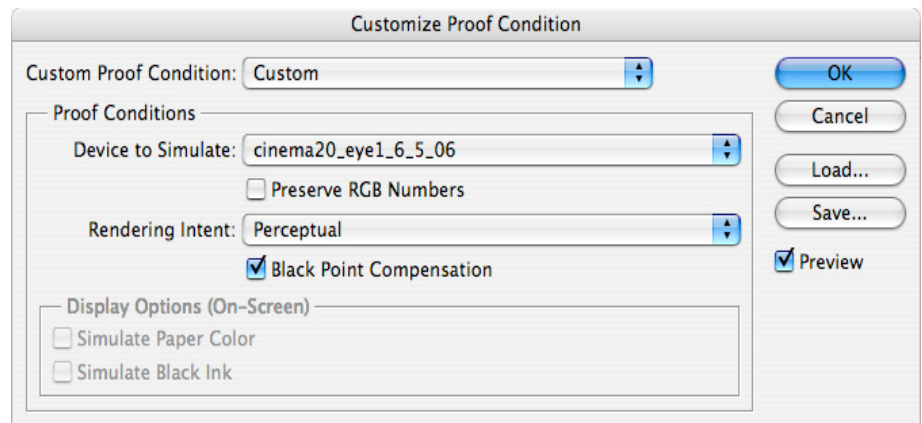 Customize Proof Condition
Custom Proof Condition: Custom
OK
Proof Conditions
Cancel
Device to Simulate: cinema20_eye1_6_5_06
Load...
Preserve RGB Numbers
Save...
Rendering Intent: Perceptual
Black Point Compensation
Preview
Display Options (On-Screen)
Simulate Paper Color
Simulate Black Ink